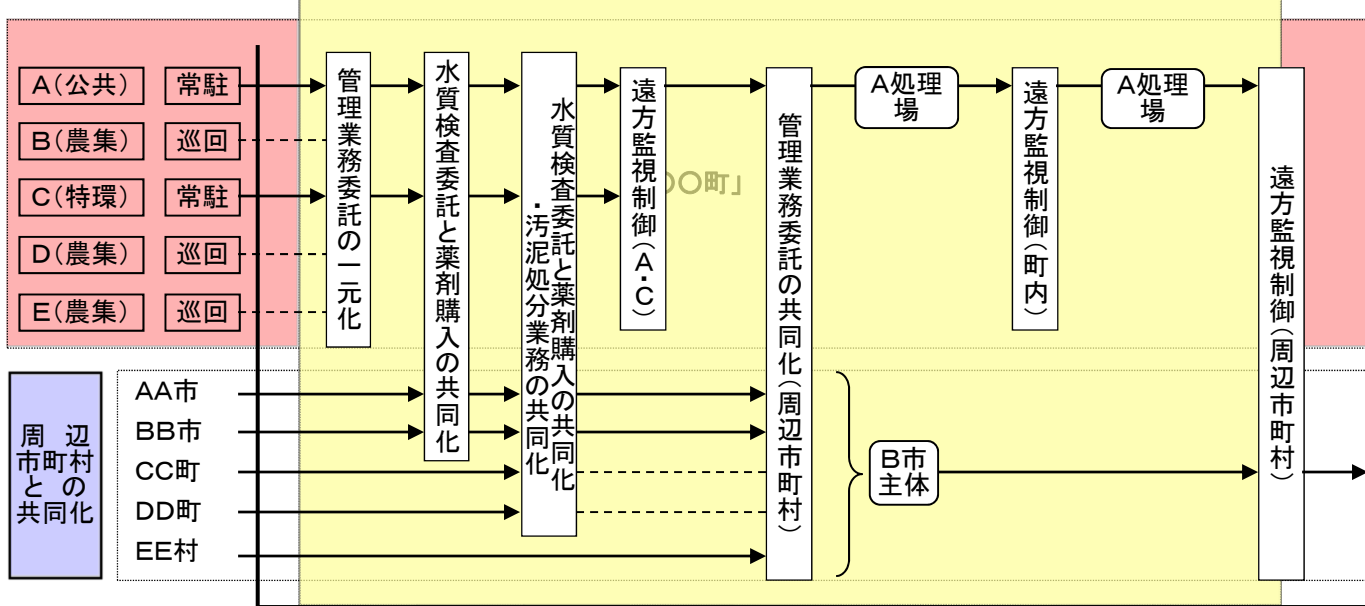 A(公共)
常駐
B(農集)
巡回
C(特環)
常駐
D(農集)
巡回
E(農集)
巡回
管理業務委託の一元化
水質検査委託と薬剤購入の共同化
水質検査委託と薬剤購入の共同化
・汚泥処分業務の共同化
遠方監視制御(A・C)
〇〇町」
管理業務委託の共同化(周辺市町村)
A処理
場
遠方監視制御(町内)
A処理
場
遠方監視制御(周辺市町村)
周辺
市町村
との
共同化
AA市
BB市
CC町
DD町
EE村
B市
主体